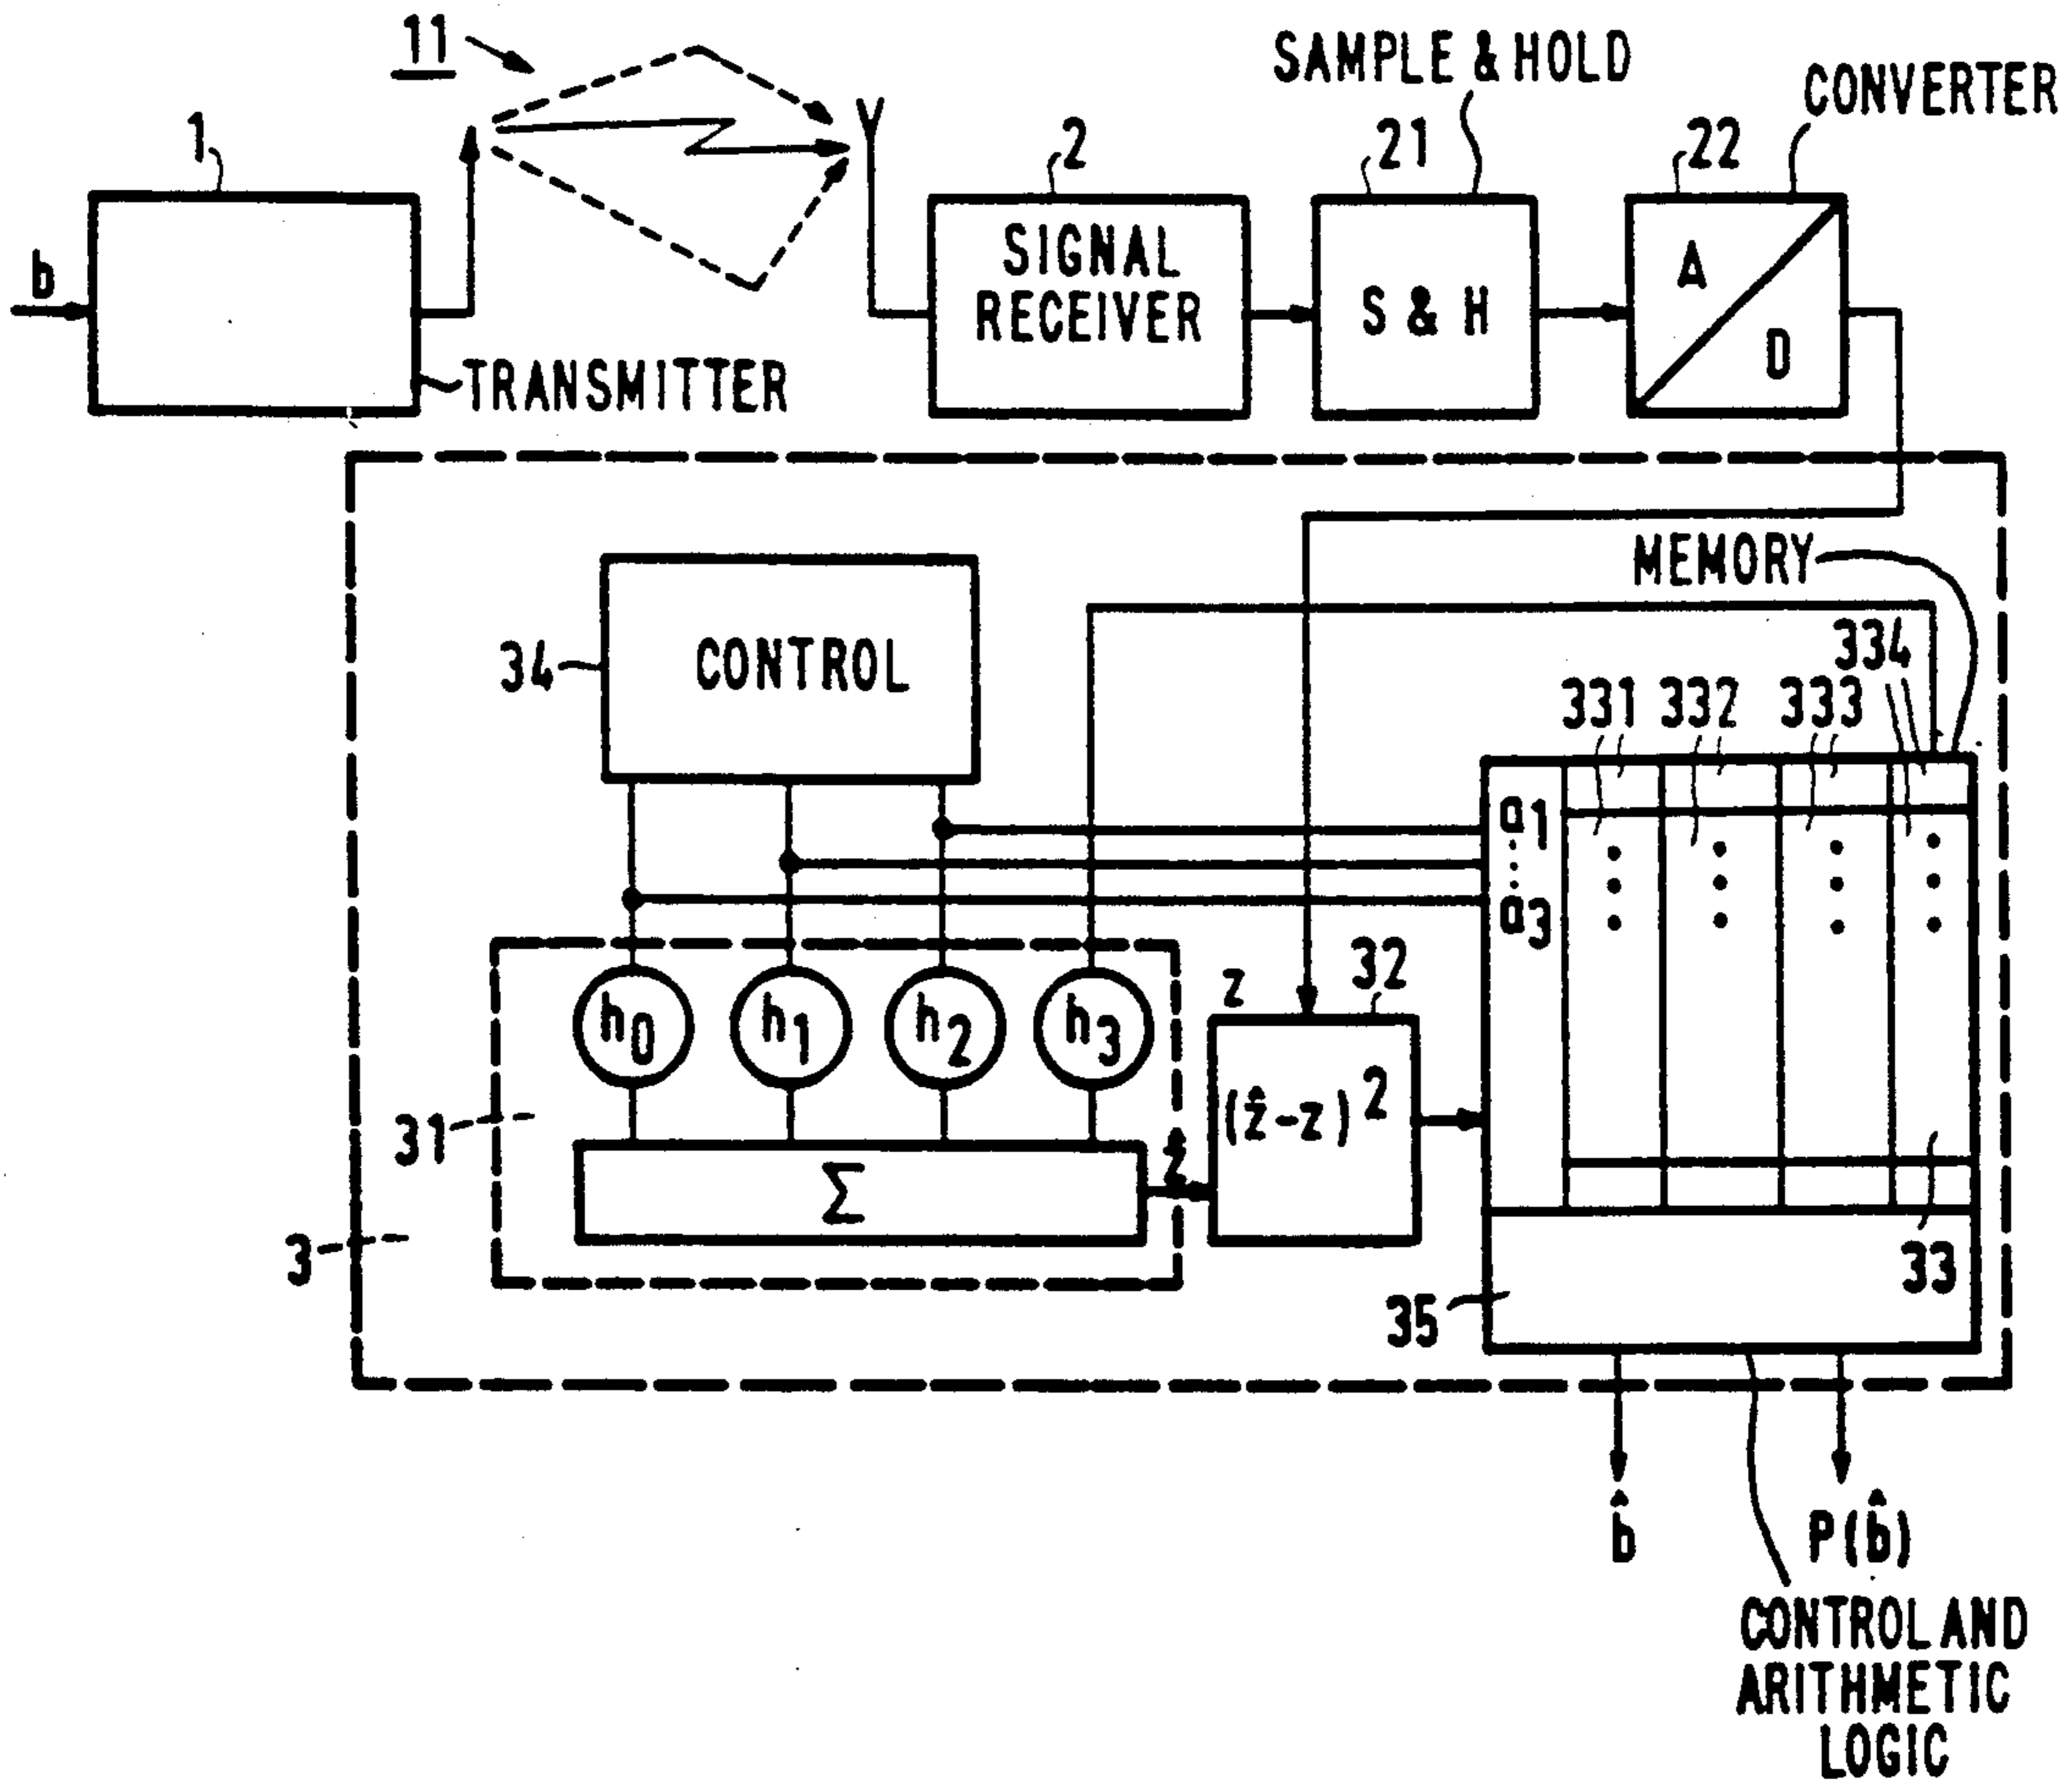 11
SAMPLE & HOLD
CONVERTER
1
2
21
22
b
SIGNAL
RECEIVER
S & H
A
D
TRANSMITTER
MEMORY
34
CONTROL
334
331 332 333
a1
a3
h0 h1 h2 h3
z
32
(ẑ-z)2
31
ẑ
Σ
3
33
35
b̂
P(b̂)
CONTROL AND
ARITHMETIC
LOGIC